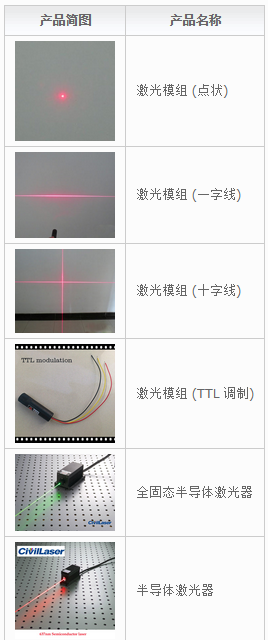 产品简图 产品名称
激光模组 (点状)
激光模组 (一字线)
激光模组 (十字线)
TTL modulation
激光模组 (TTL 调制)
CivilLaser
全固态半导体激光器
CivilLaser
半导体激光器